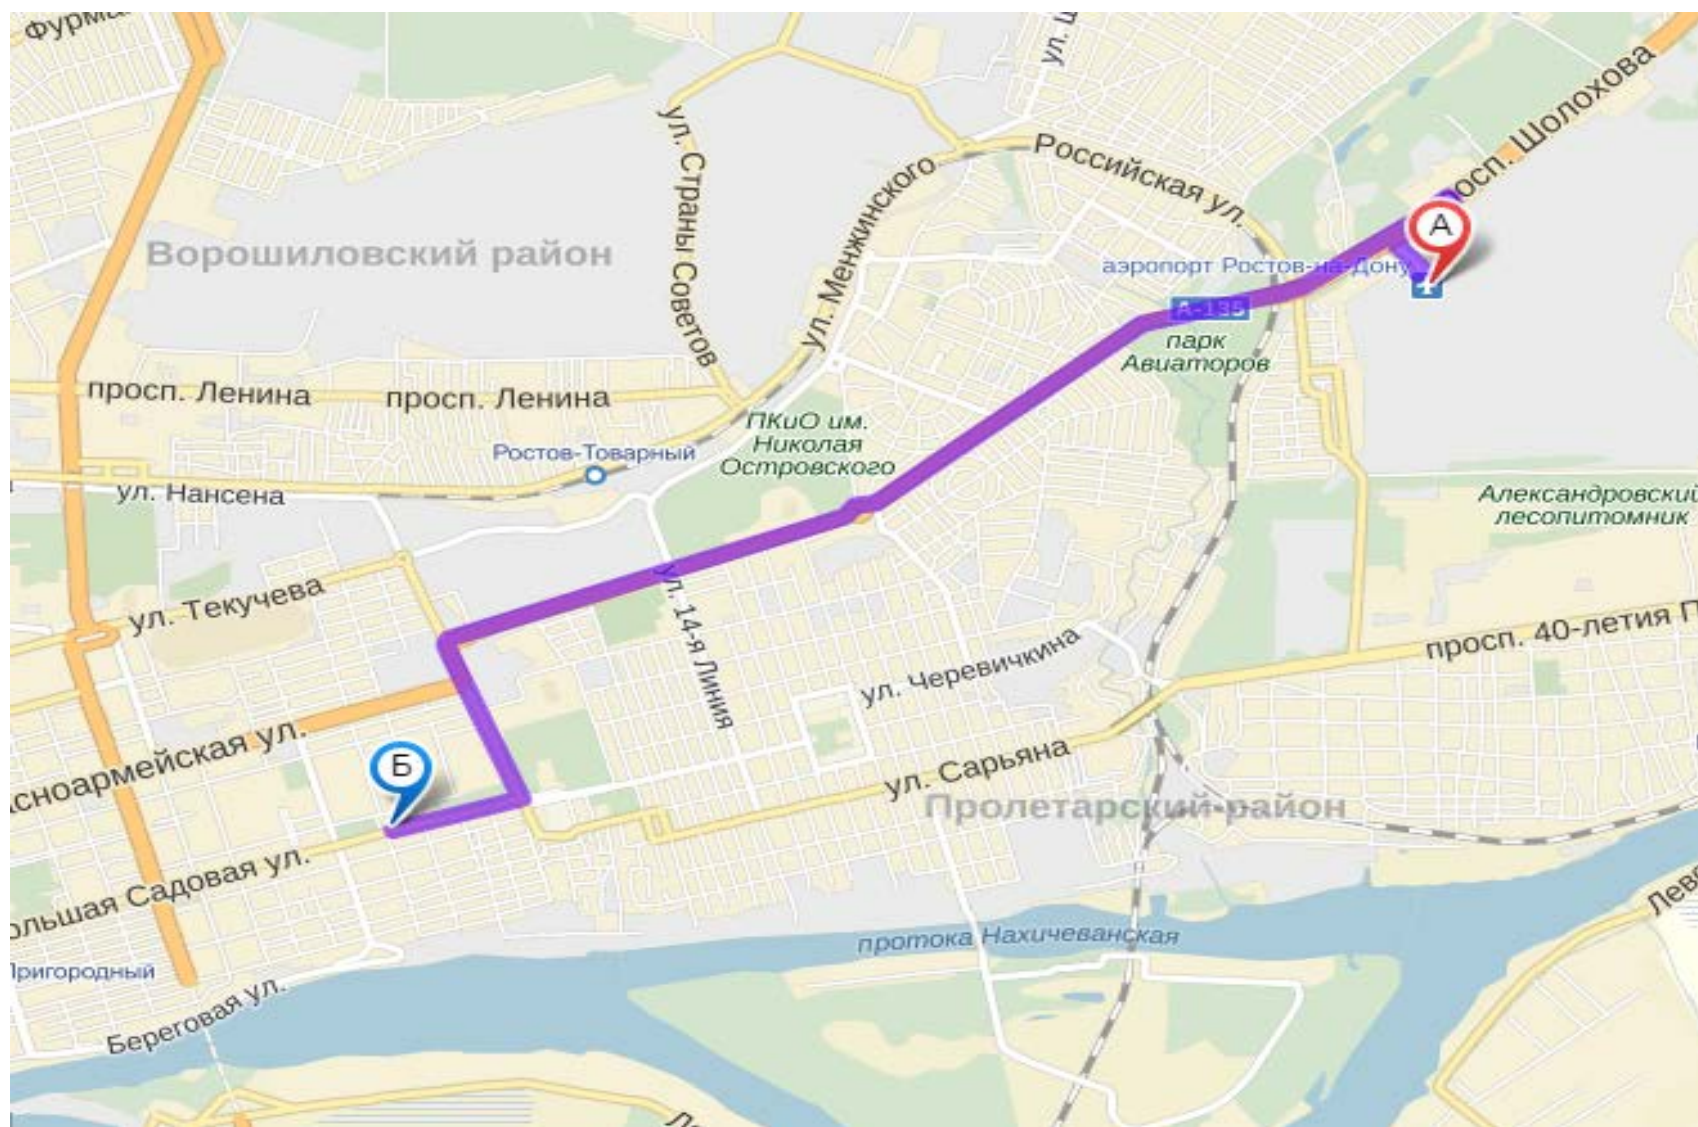 Фурма
ул. Ш
просп. Шолохова
Российская ул.
ул. Страны Советов
ул. Менжинского
А
Ворошиловский район
аэропорт Ростов-на-Дону
А-135
парк
Авиаторов
просп. Ленина
просп. Ленина
ПКиО им.
Николая
Островского
Ростов-Товарный
ул. Нансена
Александровский
лесопитомник
ул. Текучева
ул. 14-я Линия
ул. Черевичкина
просп. 40-летия П
асноармейская ул.
Б
ул. Сарьяна
Пролетарский район
ольшая Садовая ул.
Лев
протока Нахичеванская
Пригородный
Береговая ул.
Ле